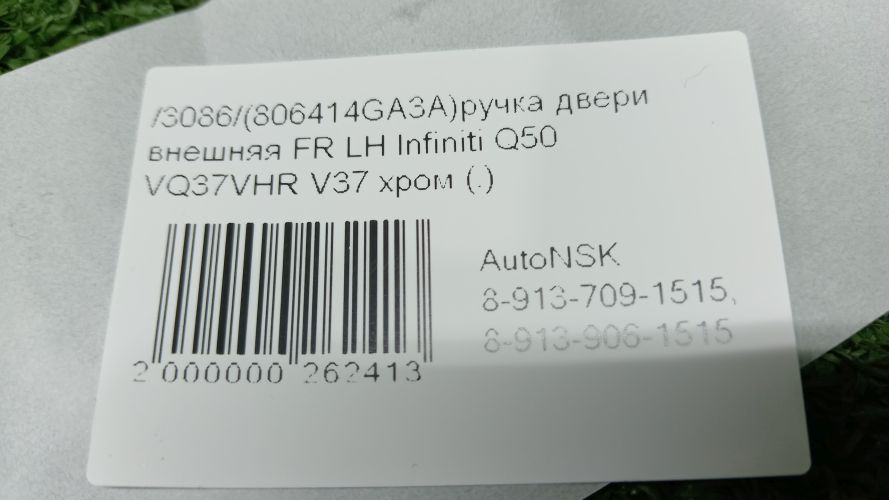 /3086/(806414GA3A)ручка двери
внешняя FR LH Infiniti Q50
VQ37VHR V37 хром (.)
AutoNSK
8-913-709-1515,
8-913-906-1515
2 000000 262413